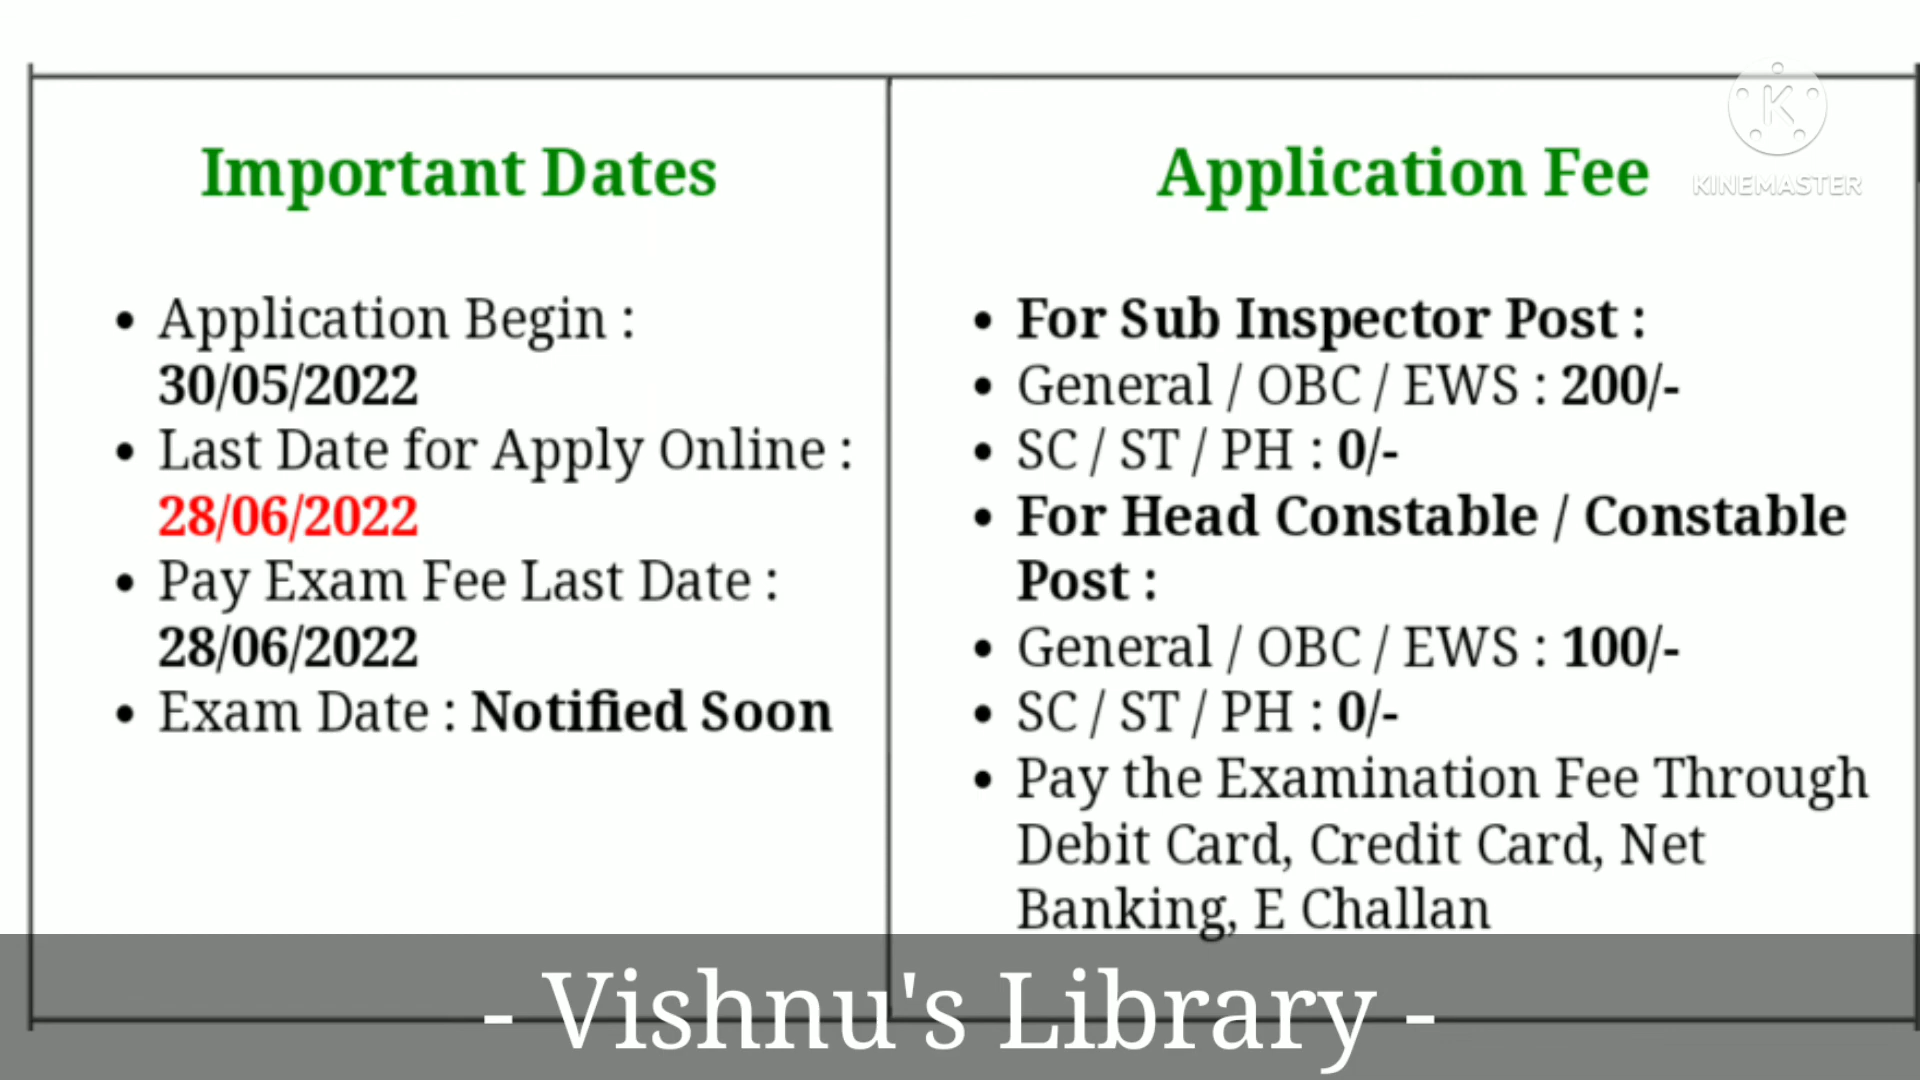 Important Dates
• Application Begin :
30/05/2022
• Last Date for Apply Online :
28/06/2022
• Pay Exam Fee Last Date :
28/06/2022
• Exam Date : Notified Soon
Application Fee
• For Sub Inspector Post :
• General / OBC / EWS : 200/-
• SC / ST / PH : 0/-
• For Head Constable / Constable
Post :
• General / OBC / EWS : 100/-
• SC / ST / PH : 0/-
• Pay the Examination Fee Through
Debit Card, Credit Card, Net
Banking, E Challan
K
KINEMASTER
- Vishnu's Library -